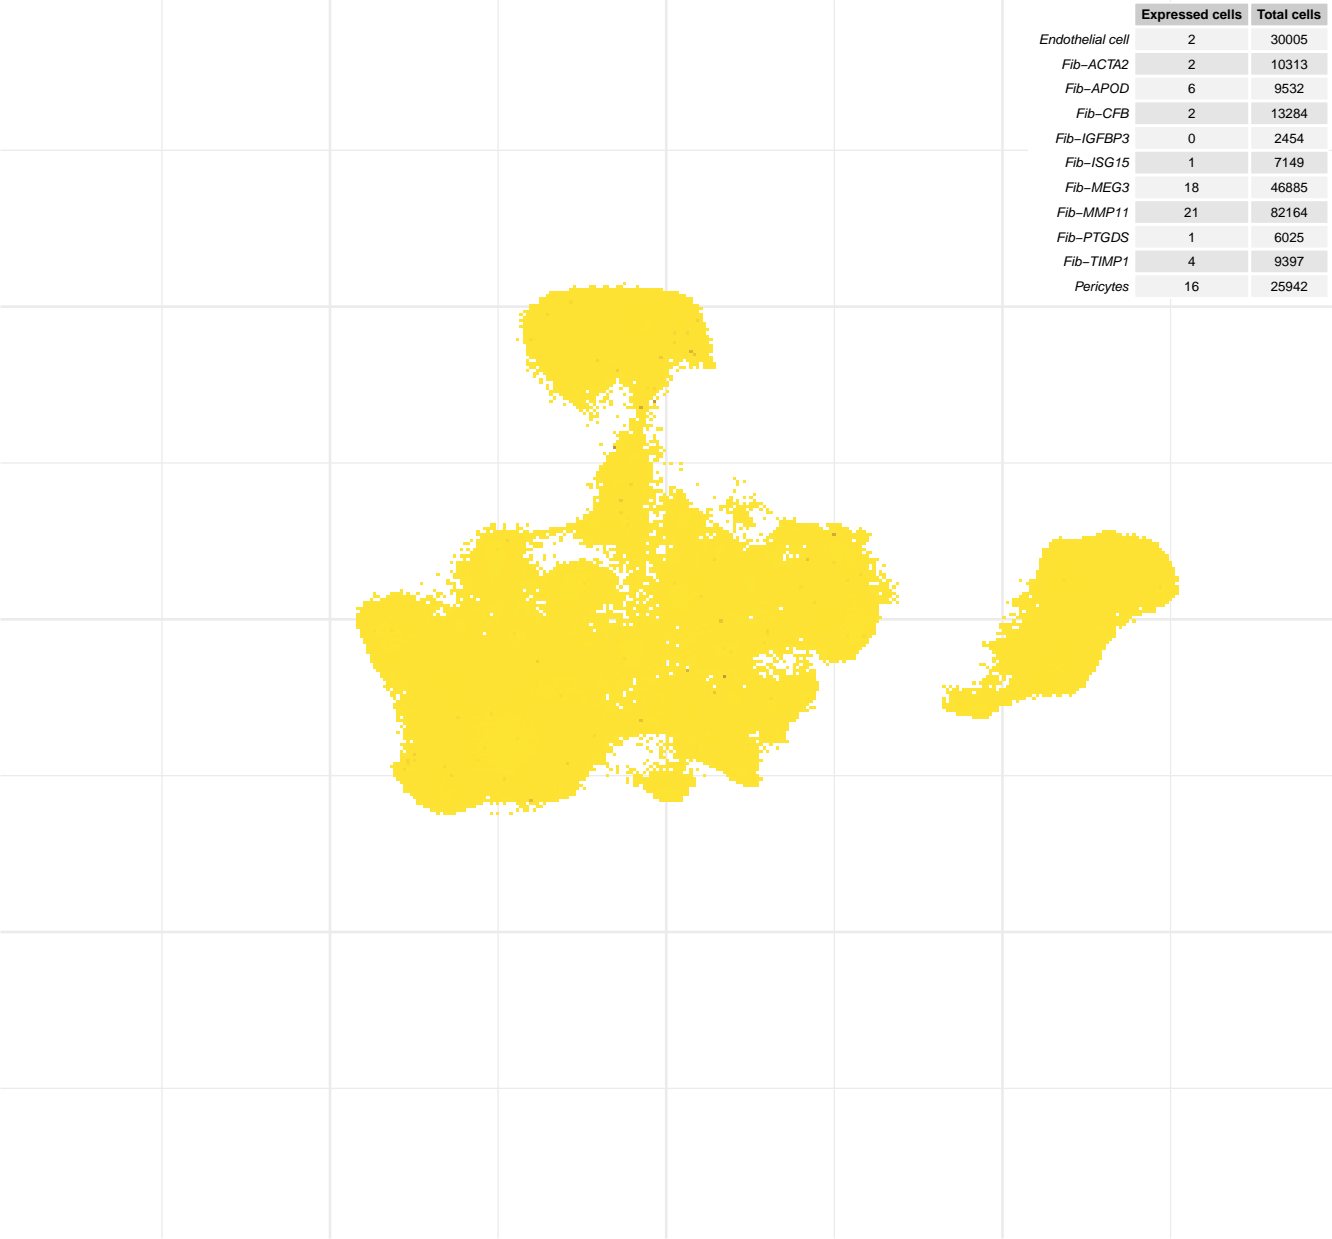 Expressed cells Total cells
Endothelial cell 2 30005
Fib−ACTA2 2 10313
Fib−APOD 6 9532
Fib−CFB 2 13284
Fib−IGFBP3 0 2454
Fib−ISG15 1 7149
Fib−MEG3 18 46885
Fib−MMP11 21 82164
Fib−PTGDS 1 6025
Fib−TIMP1 4 9397
Pericytes 16 25942